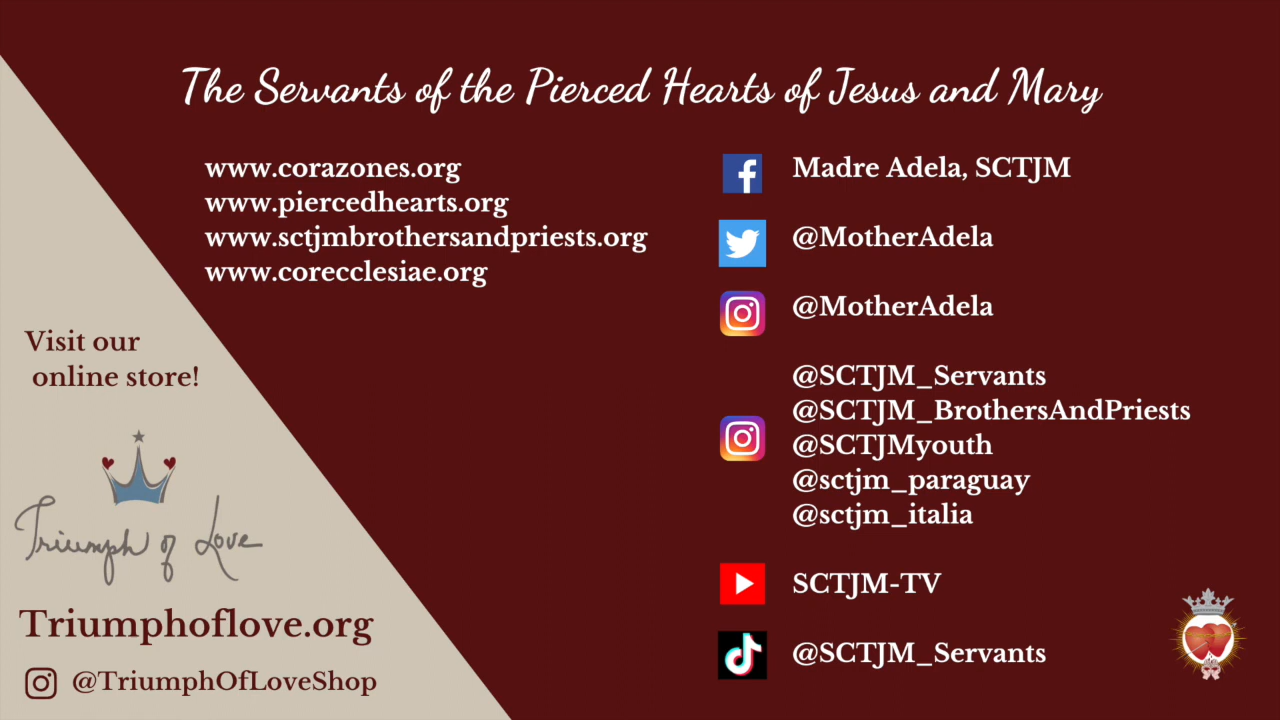 The Servants of the Pierced Hearts of Jesus and Mary
www.corazones.org
www.piercedhearts.org
www.sctjmbrothersandpriests.org
www.corecclesiae.org
Madre Adela, SCTJM
@MotherAdela
@MotherAdela
@SCTJM_Servants
@SCTJM_BrothersAndPriests
@SCTJMyouth
@sctjm_paraguay
@sctjm_italia
SCTJM-TV
@SCTJM_Servants
Visit our
online store!
Triumph of Love
Triumphoflove.org
@TriumphOfLoveShop